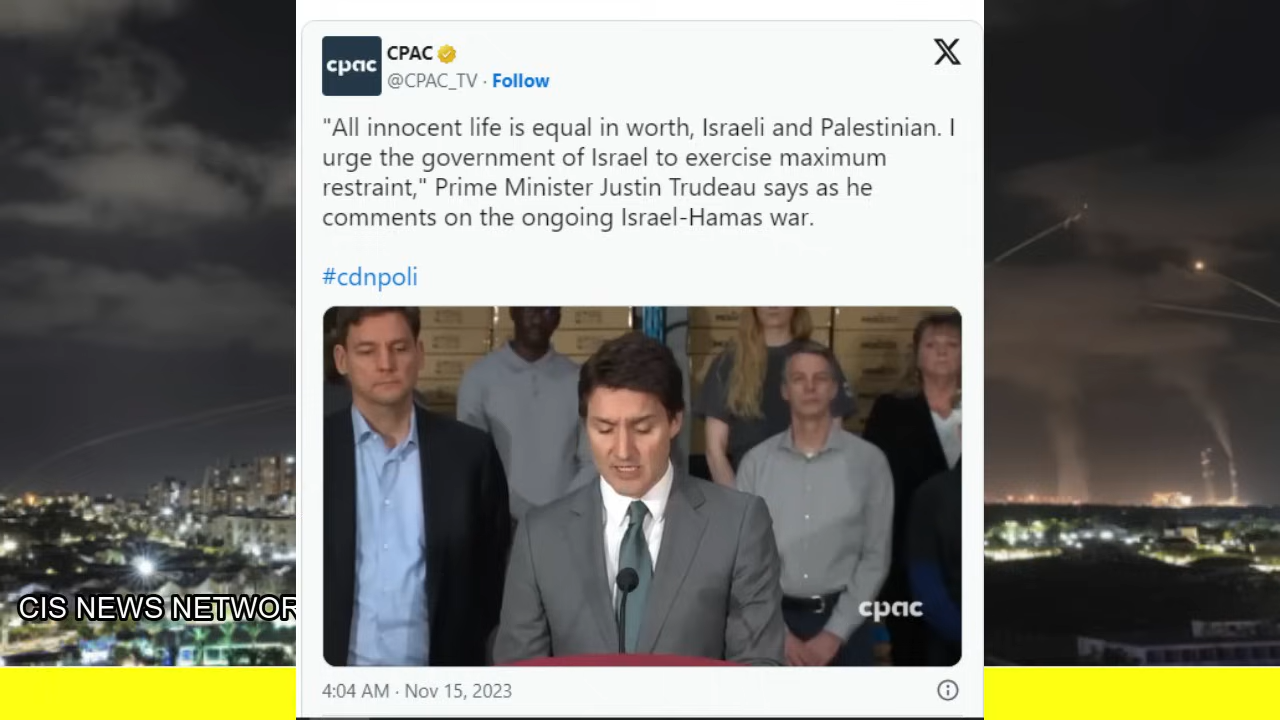 cpac
CPAC
@CPAC_TV · Follow
"All innocent life is equal in worth, Israeli and Palestinian. I
urge the government of Israel to exercise maximum
restraint," Prime Minister Justin Trudeau says as he
comments on the ongoing Israel-Hamas war.
#cdnpoli
cpac
CIS NEWS NETWOR
4:04 AM · Nov 15, 2023